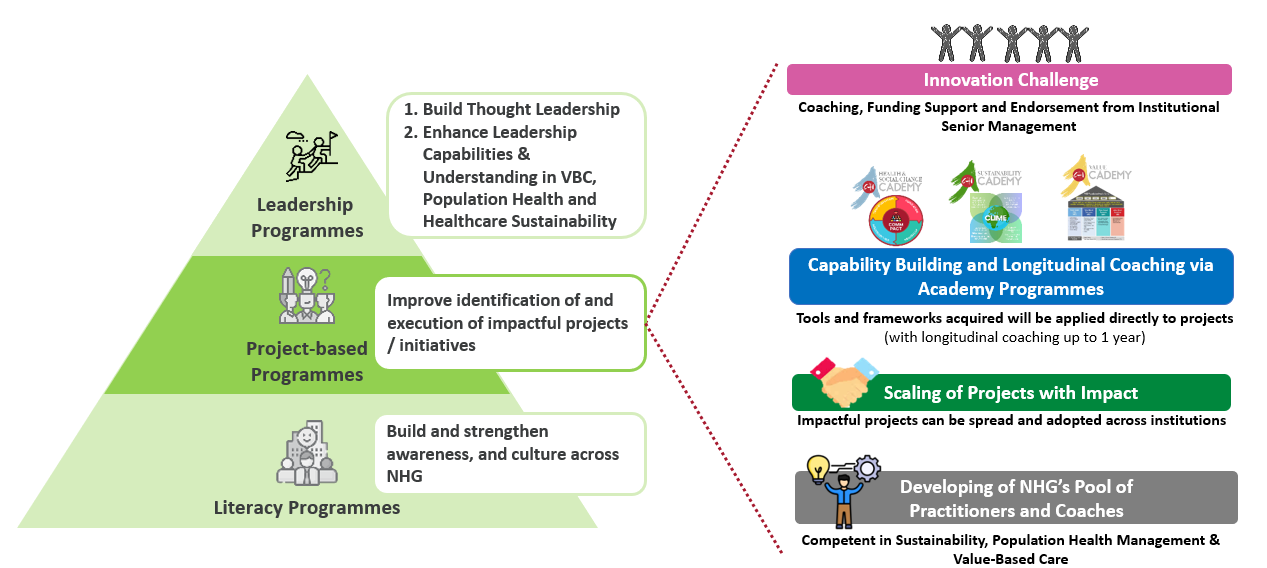 Leadership
Programmes
1. Build Thought Leadership
2. Enhance Leadership
Capabilities &
Understanding in VBC,
Population Health and
Healthcare Sustainability
Project-based
Programmes
Improve identification of and
execution of impactful projects
/ initiatives
Literacy Programmes
Build and strengthen
awareness, and culture across
NHG
Innovation Challenge
Coaching, Funding Support and Endorsement from Institutional
Senior Management
HEALTH &
SOCIAL CHANGE
CADEMY
COMM
PACT
SUSTAINABILITY
CADEMY
VALUE
CADEMY
Capability Building and Longitudinal Coaching via
Academy Programmes
Tools and frameworks acquired will be applied directly to projects
(with longitudinal coaching up to 1 year)
Scaling of Projects with Impact
Impactful projects can be spread and adopted across institutions
Developing of NHG's Pool of
Practitioners and Coaches
Competent in Sustainability, Population Health Management &
Value-Based Care